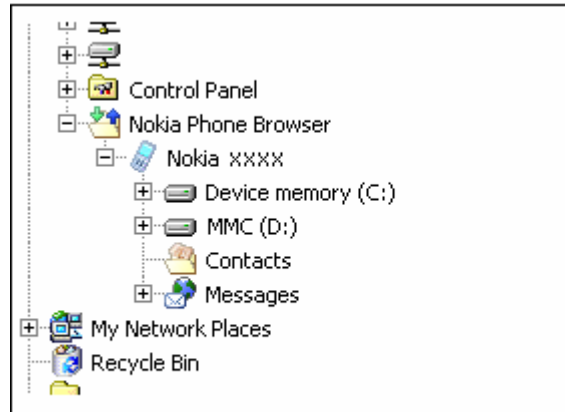 Control Panel
Nokia Phone Browser
Nokia xxxx
Device memory (C:)
MMC (D:)
Contacts
Messages
My Network Places
Recycle Bin